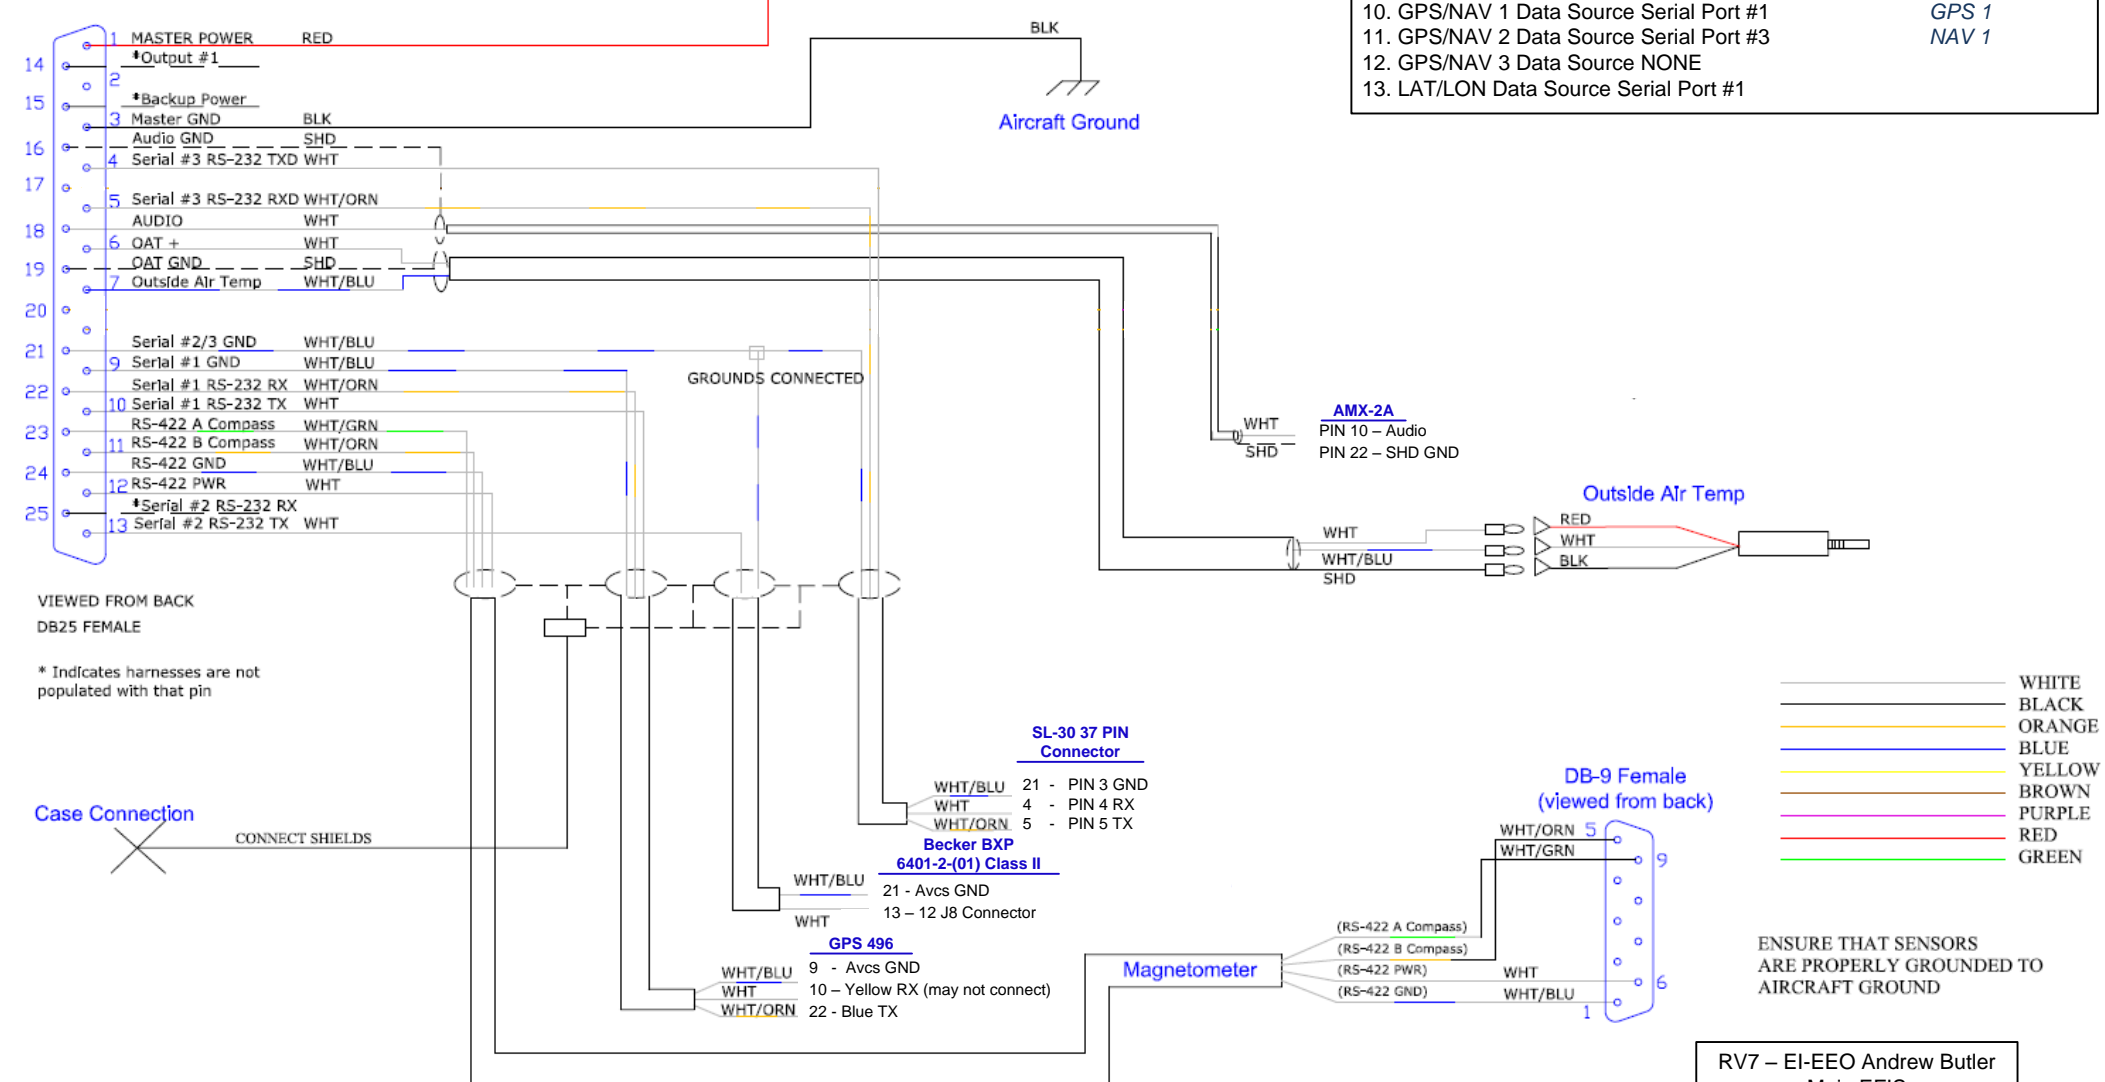 10. GPS/NAV 1 Data Source Serial Port #1 GPS 1
11. GPS/NAV 2 Data Source Serial Port #3 NAV 1
12. GPS/NAV 3 Data Source NONE
13. LAT/LON Data Source Serial Port #1
BLK
Aircraft Ground
1 MASTER POWER RED
14 *Output #1
2
15 *Backup Power
3 Master GND BLK
16 Audio GND SHD
4 Serial #3 RS-232 TXD WHT
17
5 Serial #3 RS-232 RXD WHT/ORN
18 AUDIO WHT
6 OAT + WHT
19 OAT GND SHD
7 Outside Air Temp WHT/BLU
20
21 Serial #2/3 GND WHT/BLU
9 Serial #1 GND WHT/BLU
22 Serial #1 RS-232 RX WHT/ORN
10 Serial #1 RS-232 TX WHT
23 RS-422 A Compass WHT/GRN
11 RS-422 B Compass WHT/ORN
24 RS-422 GND WHT/BLU
12 RS-422 PWR WHT
25 *Serial #2 RS-232 RX
13 Serial #2 RS-232 TX WHT
GROUNDS CONNECTED
VIEWED FROM BACK
DB25 FEMALE
* Indicates harnesses are not
populated with that pin
AMX-2A
WHT PIN 10 – Audio
SHD PIN 22 – SHD GND
Outside Air Temp
WHT RED
WHT/BLU WHT
SHD BLK
Case Connection
CONNECT SHIELDS
SL-30 37 PIN
Connector
WHT/BLU 21 - PIN 3 GND
WHT 4 - PIN 4 RX
WHT/ORN 5 - PIN 5 TX
Becker BXP
6401-2-(01) Class II
WHT/BLU 21 - Avcs GND
WHT 13 – 12 J8 Connector
GPS 496
WHT/BLU 9 - Avcs GND
WHT 10 – Yellow RX (may not connect)
WHT/ORN 22 - Blue TX
Magnetometer
(RS-422 A Compass)
(RS-422 B Compass)
(RS-422 PWR) WHT
(RS-422 GND) WHT/BLU
DB-9 Female
(viewed from back)
WHT/ORN 5
WHT/GRN 9
6
1
WHITE
BLACK
ORANGE
BLUE
YELLOW
BROWN
PURPLE
RED
GREEN
ENSURE THAT SENSORS
ARE PROPERLY GROUNDED TO
AIRCRAFT GROUND
RV7 – EI-EEO Andrew Butler